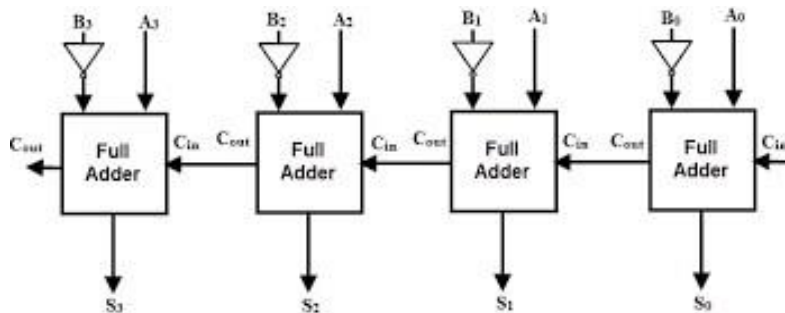 B3 A3 B2 A2 B1 A1 B0 A0
Cout Cin Cout Cin Cout Cin Cout Cin
Full Adder Full Adder Full Adder Full Adder
S3 S2 S1 S0